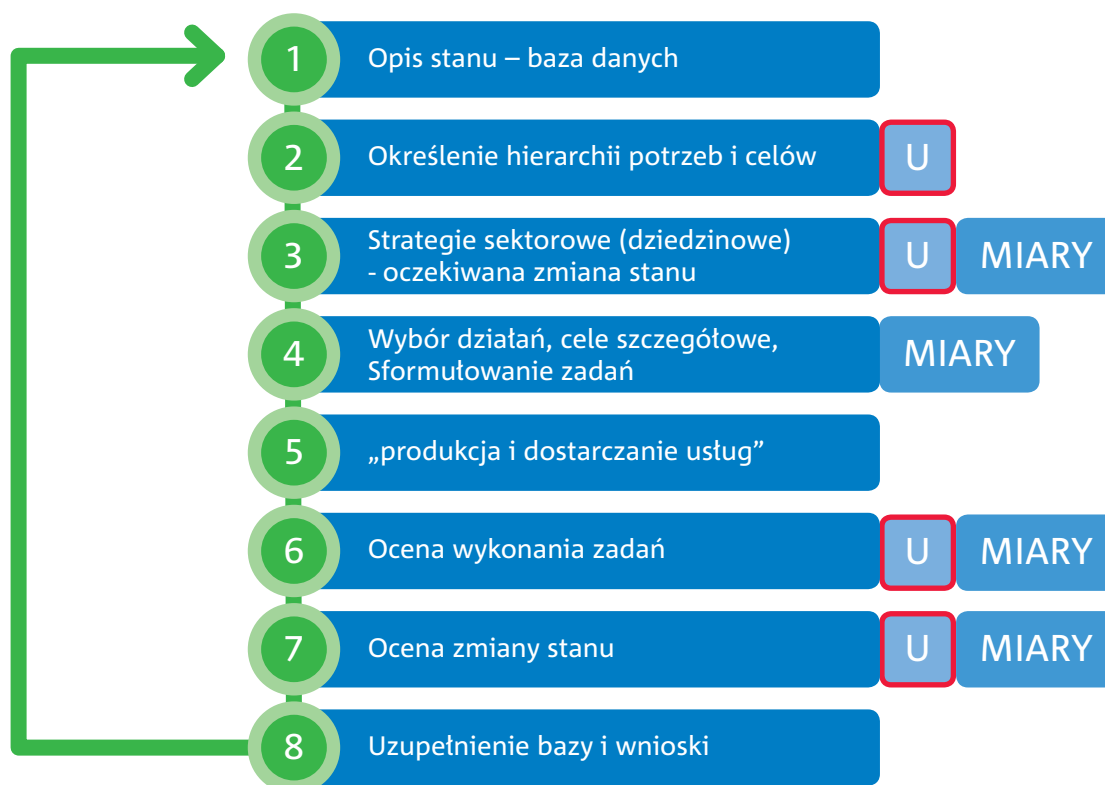 1 Opis stanu – baza danych
2 Określenie hierarchii potrzeb i celów U
3 Strategie sektorowe (dziedzinowe)
- oczekiwana zmiana stanu U MIARY
4 Wybór działań, cele szczegółowe,
Sformułowanie zadań MIARY
5 „produkcja i dostarczanie usług”
6 Ocena wykonania zadań U MIARY
7 Ocena zmiany stanu U MIARY
8 Uzupełnienie bazy i wnioski